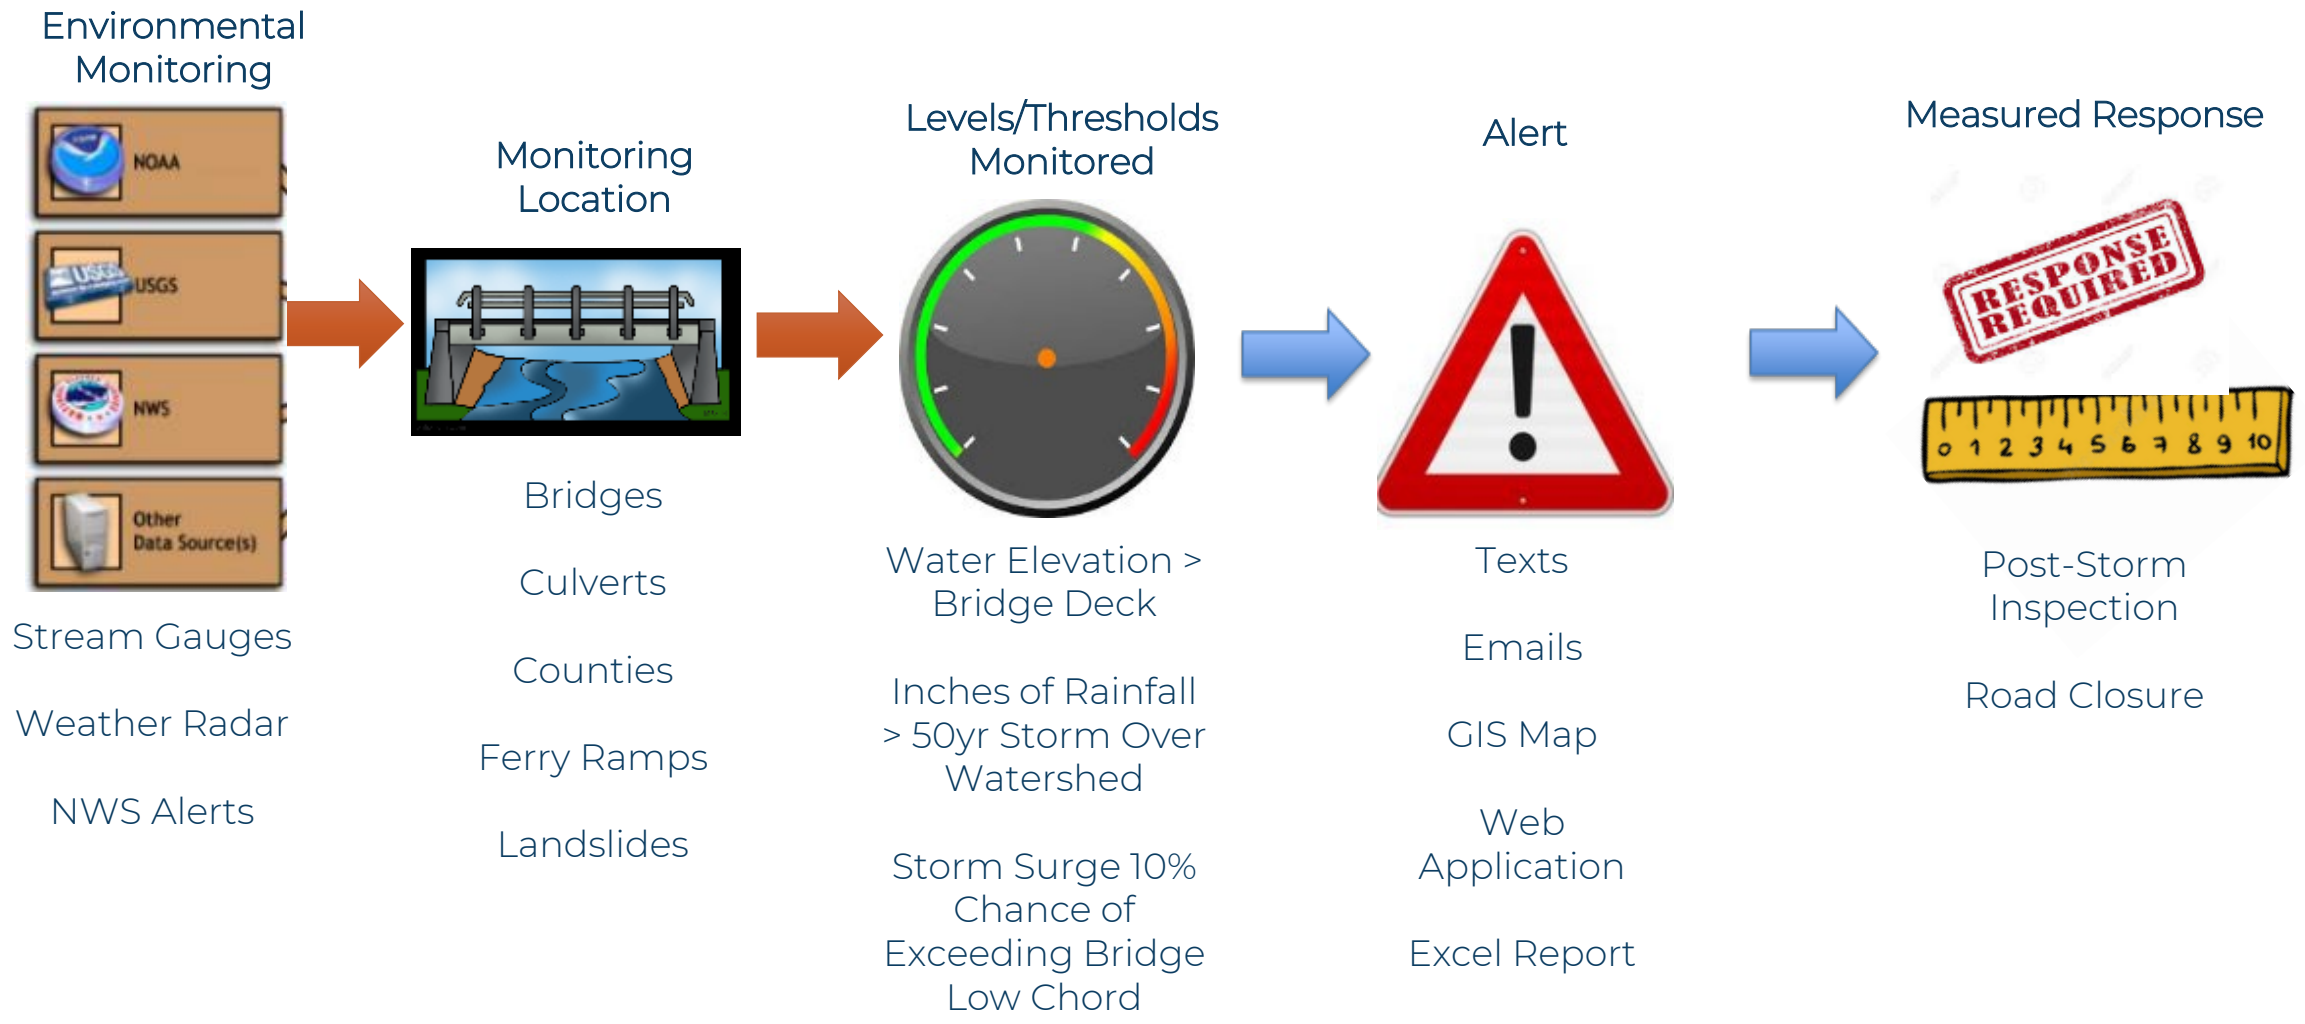 Environmental
Monitoring
NOAA
USGS
USGS
NWS
Other
Data Source(s)
Stream Gauges
Weather Radar
NWS Alerts
Monitoring
Location
Bridges
Culverts
Counties
Ferry Ramps
Landslides
Levels/Thresholds
Monitored
Water Elevation >
Bridge Deck
Inches of Rainfall
> 50yr Storm Over
Watershed
Storm Surge 10%
Chance of
Exceeding Bridge
Low Chord
Alert
Texts
Emails
GIS Map
Web
Application
Excel Report
Measured Response
RESPONSE
REQUIRED
0 1 2 3 4 5 6 7 8 9 10
Post-Storm
Inspection
Road Closure